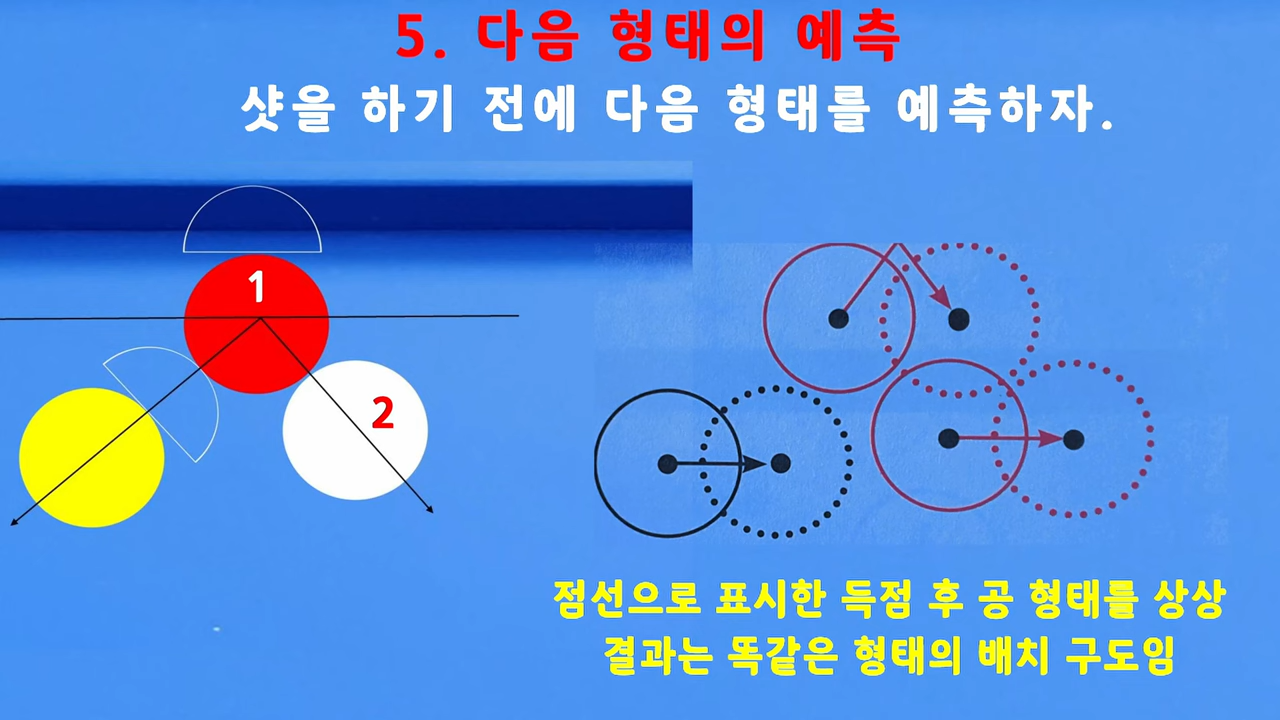 5. 다음 형태의 예측
샷을 하기 전에 다음 형태를 예측하자.
1
2
점선으로 표시한 득점 후 공 형태를 상상
결과는 똑같은 형태의 배치 구도임